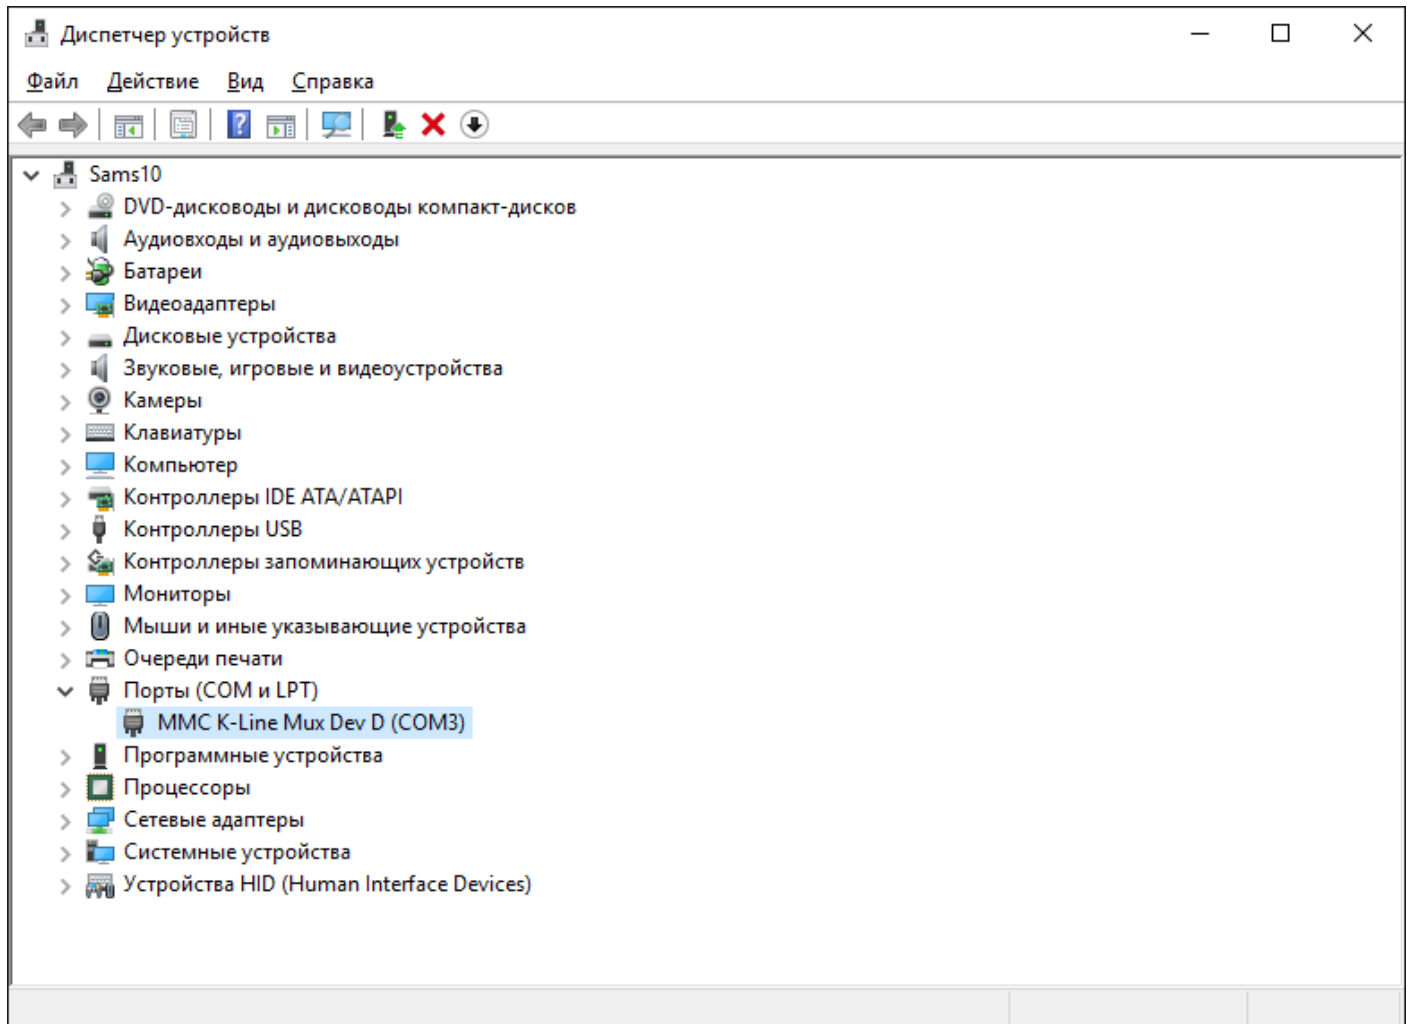 Диспетчер устройств
Файл Действие Вид Справка
Sams10
DVD-дисководы и дисководы компакт-дисков
Аудиовходы и аудиовыходы
Батареи
Видеоадаптеры
Дисковые устройства
Звуковые, игровые и видеоустройства
Камеры
Клавиатуры
Компьютер
Контроллеры IDE ATA/ATAPI
Контроллеры USB
Контроллеры запоминающих устройств
Мониторы
Мыши и иные указывающие устройства
Очереди печати
Порты (COM и LPT)
MMC K-Line Mux Dev D (COM3)
Программные устройства
Процессоры
Сетевые адаптеры
Системные устройства
Устройства HID (Human Interface Devices)